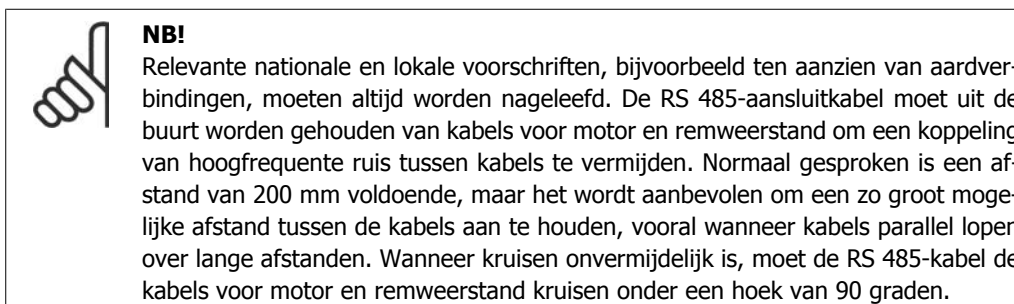 NB!
Relevante nationale en lokale voorschriften, bijvoorbeeld ten aanzien van aardver-
bindingen, moeten altijd worden nageleefd. De RS 485-aansluitkabel moet uit de
buurt worden gehouden van kabels voor motor en remweerstand om een koppeling
van hoogfrequente ruis tussen kabels te vermijden. Normaal gesproken is een af-
stand van 200 mm voldoende, maar het wordt aanbevolen om een zo groot moge-
lijke afstand tussen de kabels aan te houden, vooral wanneer kabels parallel lopen
over lange afstanden. Wanneer kruisen onvermijdelijk is, moet de RS 485-kabel de
kabels voor motor en remweerstand kruisen onder een hoek van 90 graden.